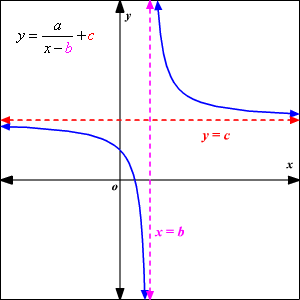 y = a/(x − b) + c
y
y = c
x
o
x = b